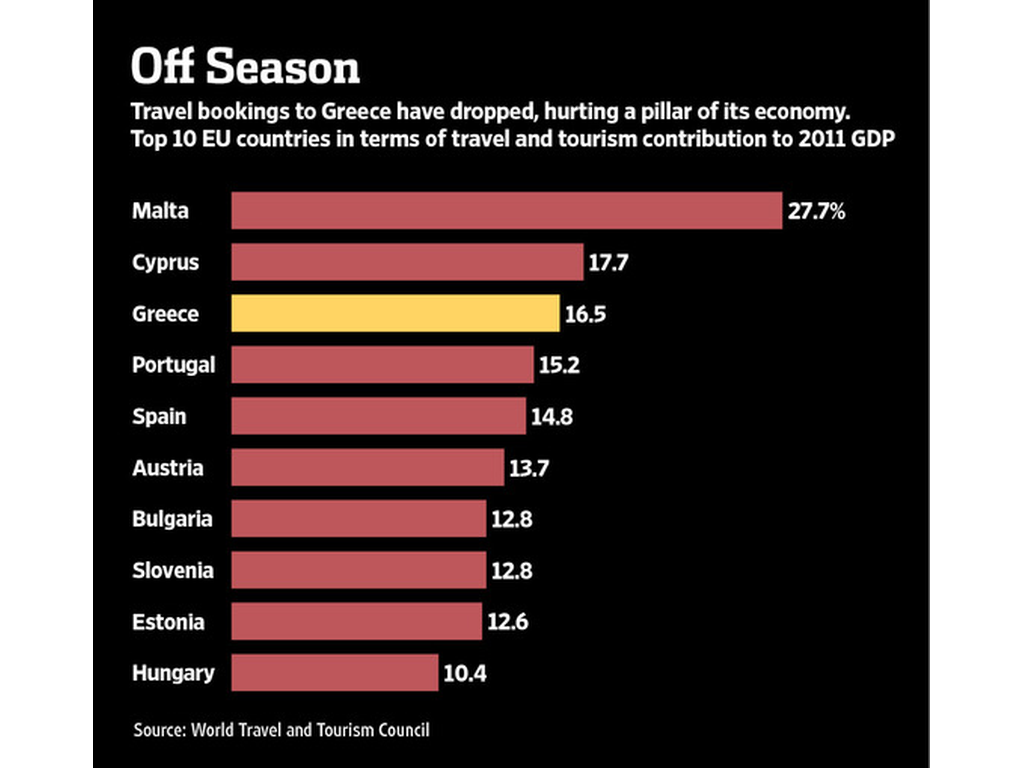 Off Season
Travel bookings to Greece have dropped, hurting a pillar of its economy.
Top 10 EU countries in terms of travel and tourism contribution to 2011 GDP
Malta 27.7%
Cyprus 17.7
Greece 16.5
Portugal 15.2
Spain 14.8
Austria 13.7
Bulgaria 12.8
Slovenia 12.8
Estonia 12.6
Hungary 10.4
Source: World Travel and Tourism Council